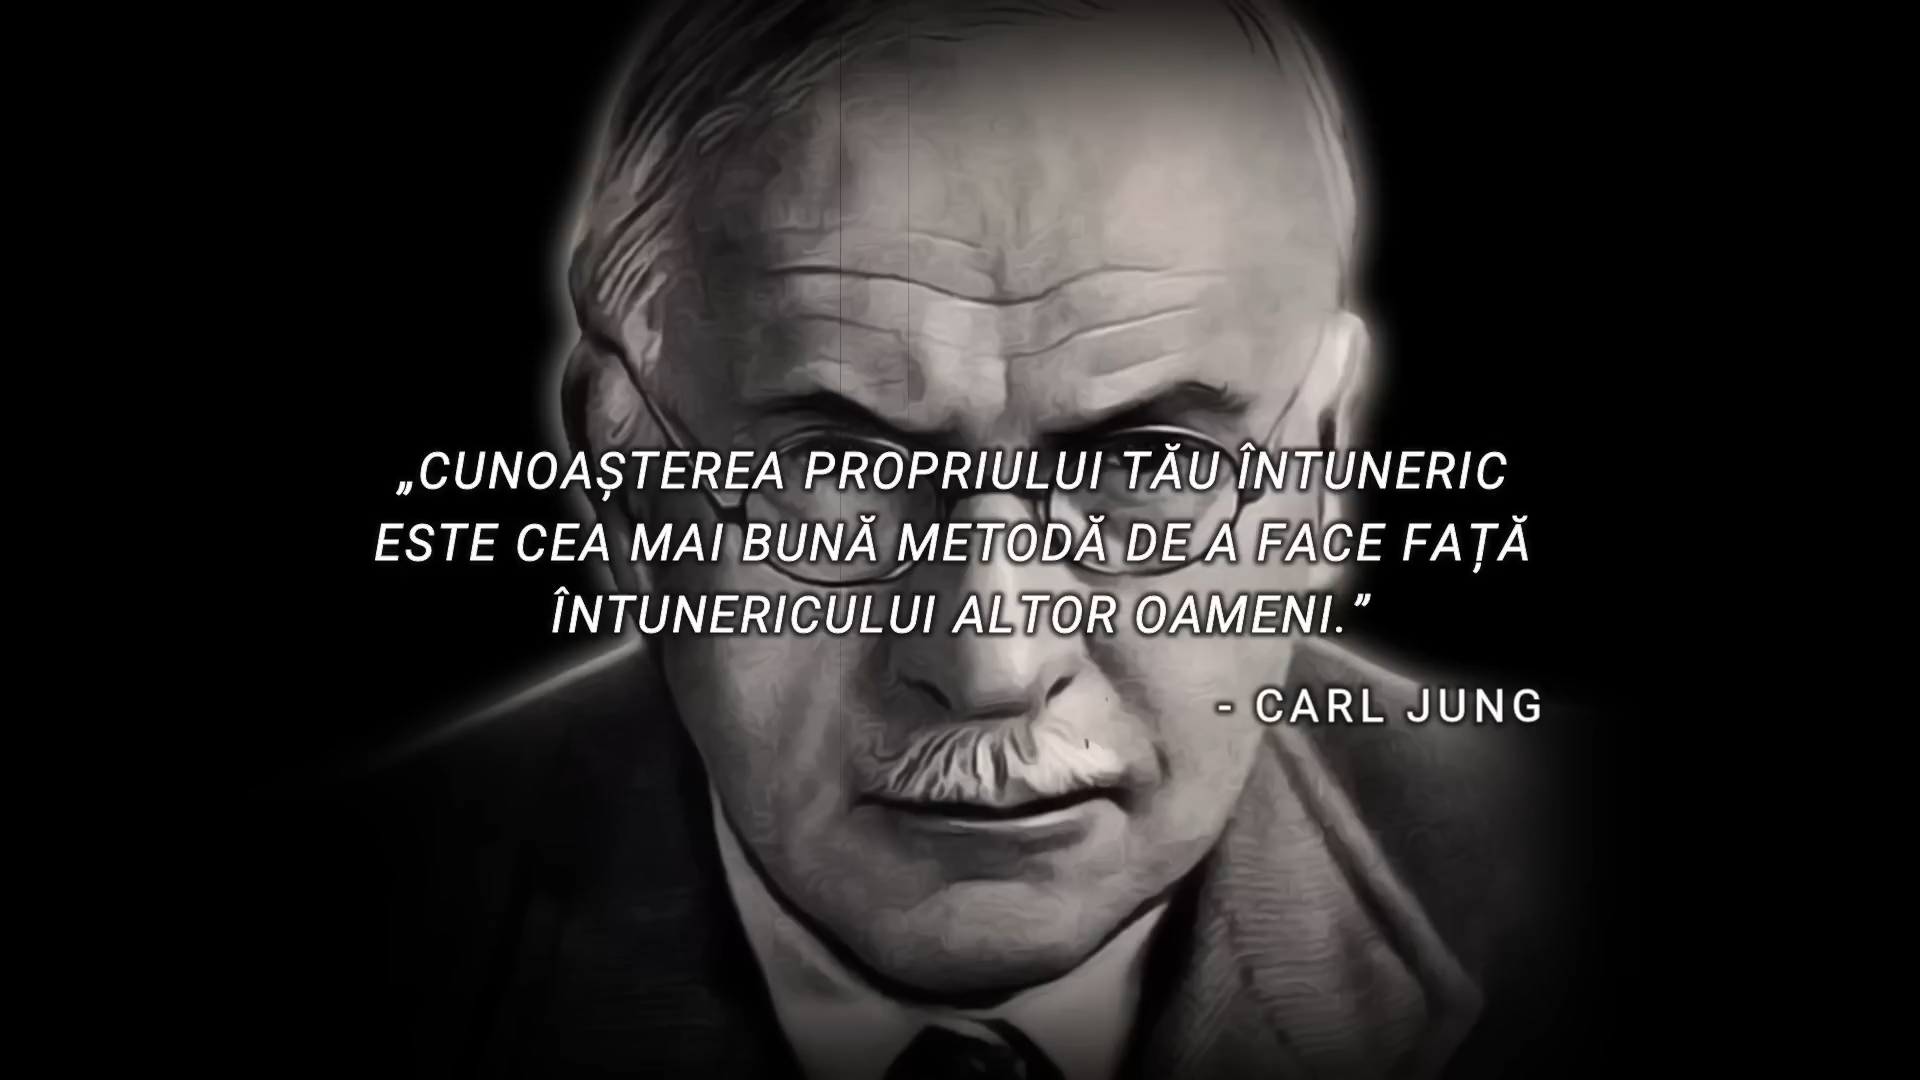 „CUNOAȘTEREA PROPRIULUI TĂU ÎNTUNERIC
ESTE CEA MAI BUNĂ METODĂ DE A FACE FAȚĂ
ÎNTUNERICULUI ALTOR OAMENI.”
- CARL JUNG